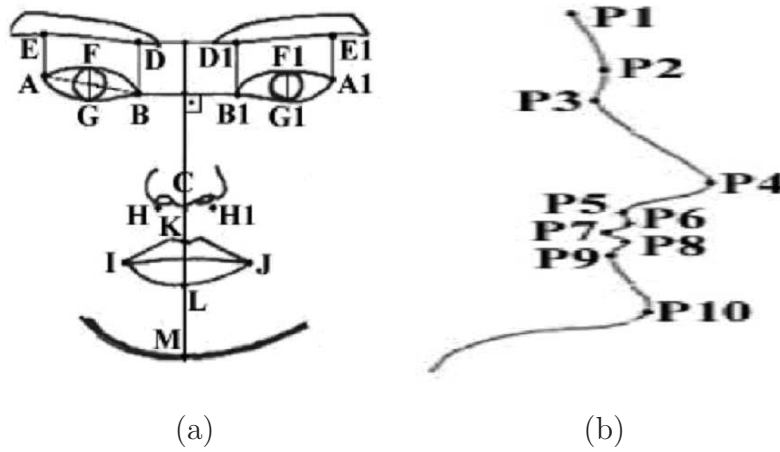 E F D D1 F1 E1
A A1
G B B1 G1
C
H H1
K
I J
L
M
P1
P2
P3
P4
P5 P6
P7
P8
P9
P10
(a) (b)